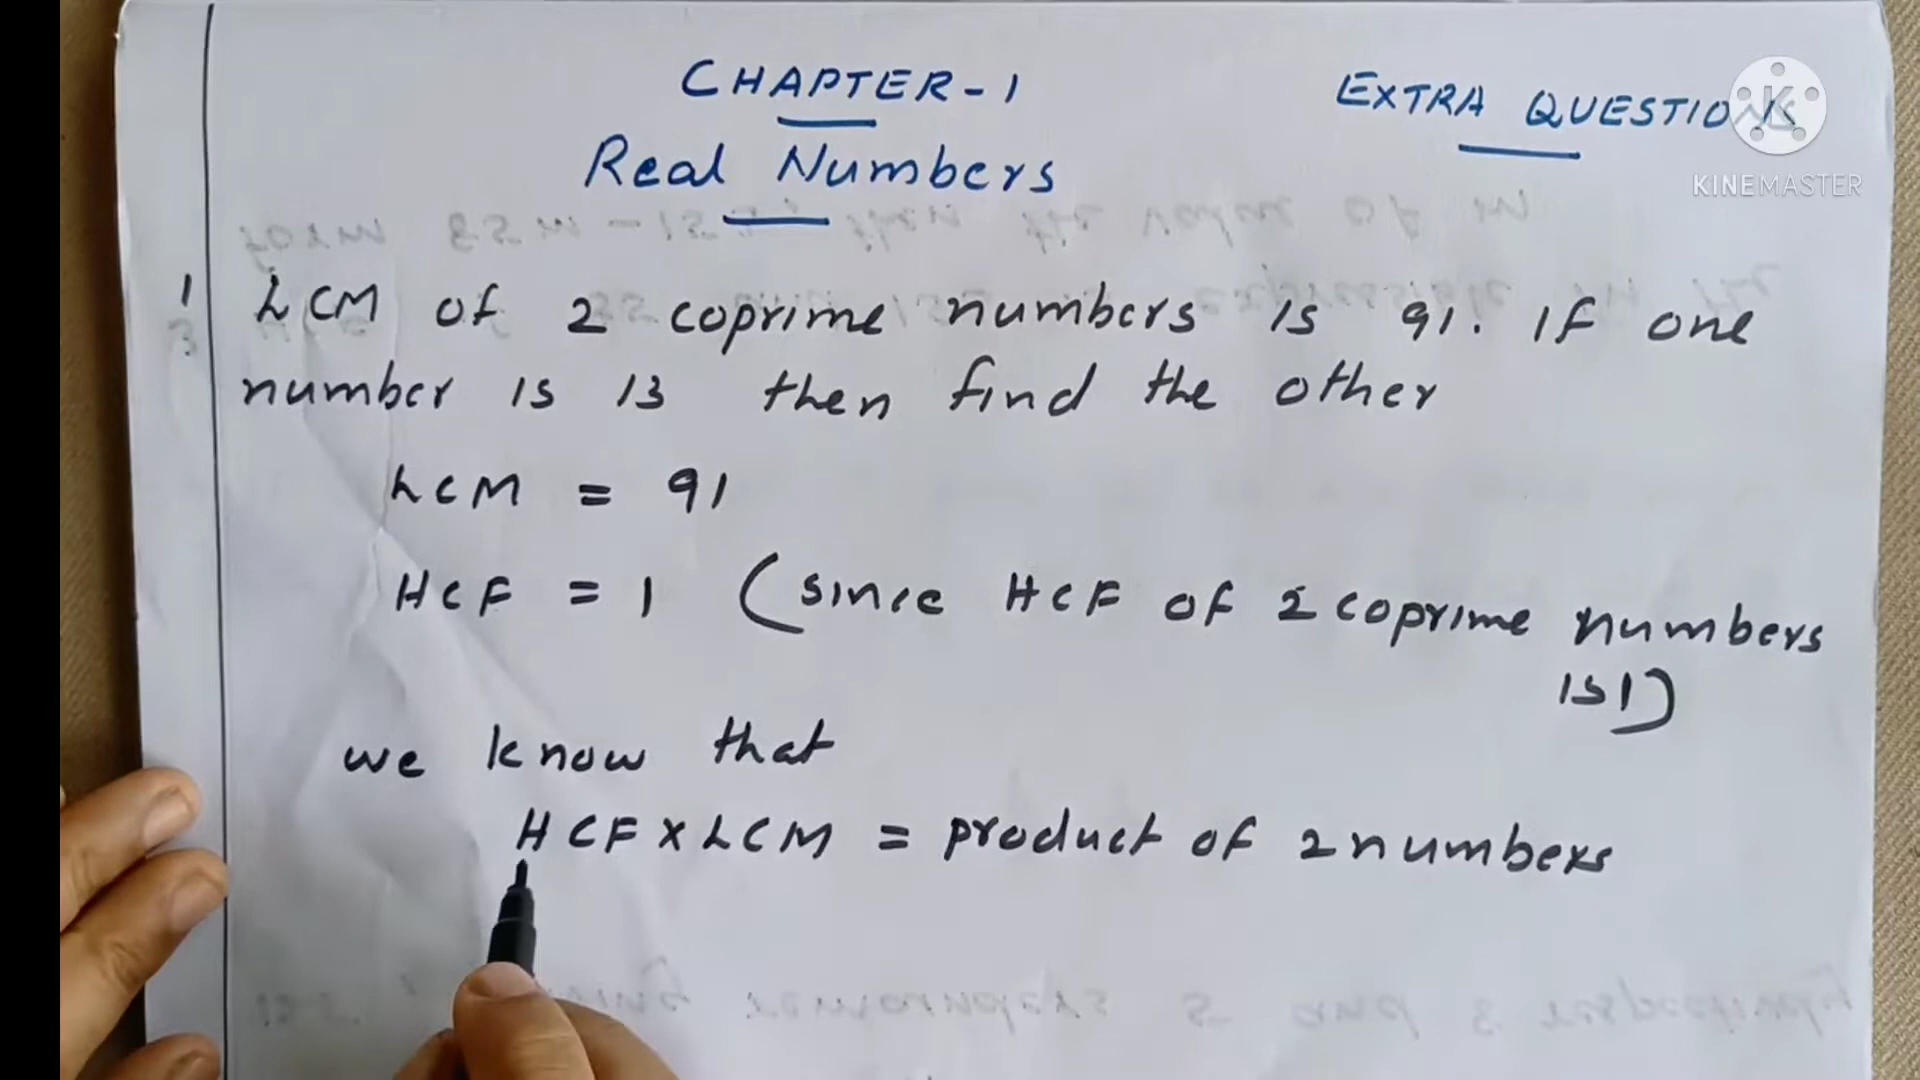 CHAPTER-1
EXTRA QUESTIONS
KINEMASTER
Real Numbers
1 LCM of 2 coprime numbers is 91. If one
number is 13 then find the other
LCM = 91
HCF = 1 (since HCF of 2 coprime numbers
is 1)
we know that
HCF x LCM = product of 2 numbers